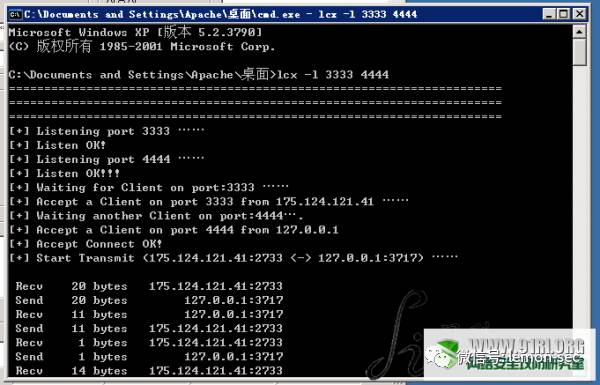 C:\Documents and Settings\Apache\桌面\cmd.exe - lcx -l 3333 4444
Microsoft Windows XP [版本 5.2.3790]
(C) 版权所有 1985-2001 Microsoft Corp.
C:\Documents and Settings\Apache\桌面>lcx -l 3333 4444
======================================================================
======================================================================
======================================================================
[+] Listening port 3333 ……
[+] Listen OK!
[+] Listening port 4444 ……
[+] Listen OK!!!
[+] Waiting for Client on port:3333 ……
[+] Accept a Client on port 3333 from 175.124.121.41 ……
[+] Waiting another Client on port:4444….
[+] Accept a Client on port 4444 from 127.0.0.1
[+] Accept Connect OK!
[+] Start Transmit (175.124.121.41:2733 <-> 127.0.0.1:3717) ……
Recv 20 bytes 175.124.121.41:2733
Send 20 bytes 127.0.0.1:3717
Recv 11 bytes 127.0.0.1:3717
Send 11 bytes 175.124.121.41:2733
Recv 1 bytes 175.124.121.41:2733
Send 1 bytes 127.0.0.1:3717
Recv 14 bytes 175.124.121.41:2733
WWW.91RI.ORG
微信号: lemon-sec